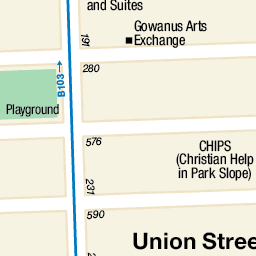 and Suites
191
Gowanus Arts
Exchange
280
B103
Playground
576
CHIPS
(Christian Help
in Park Slope)
231
590
Union Stree